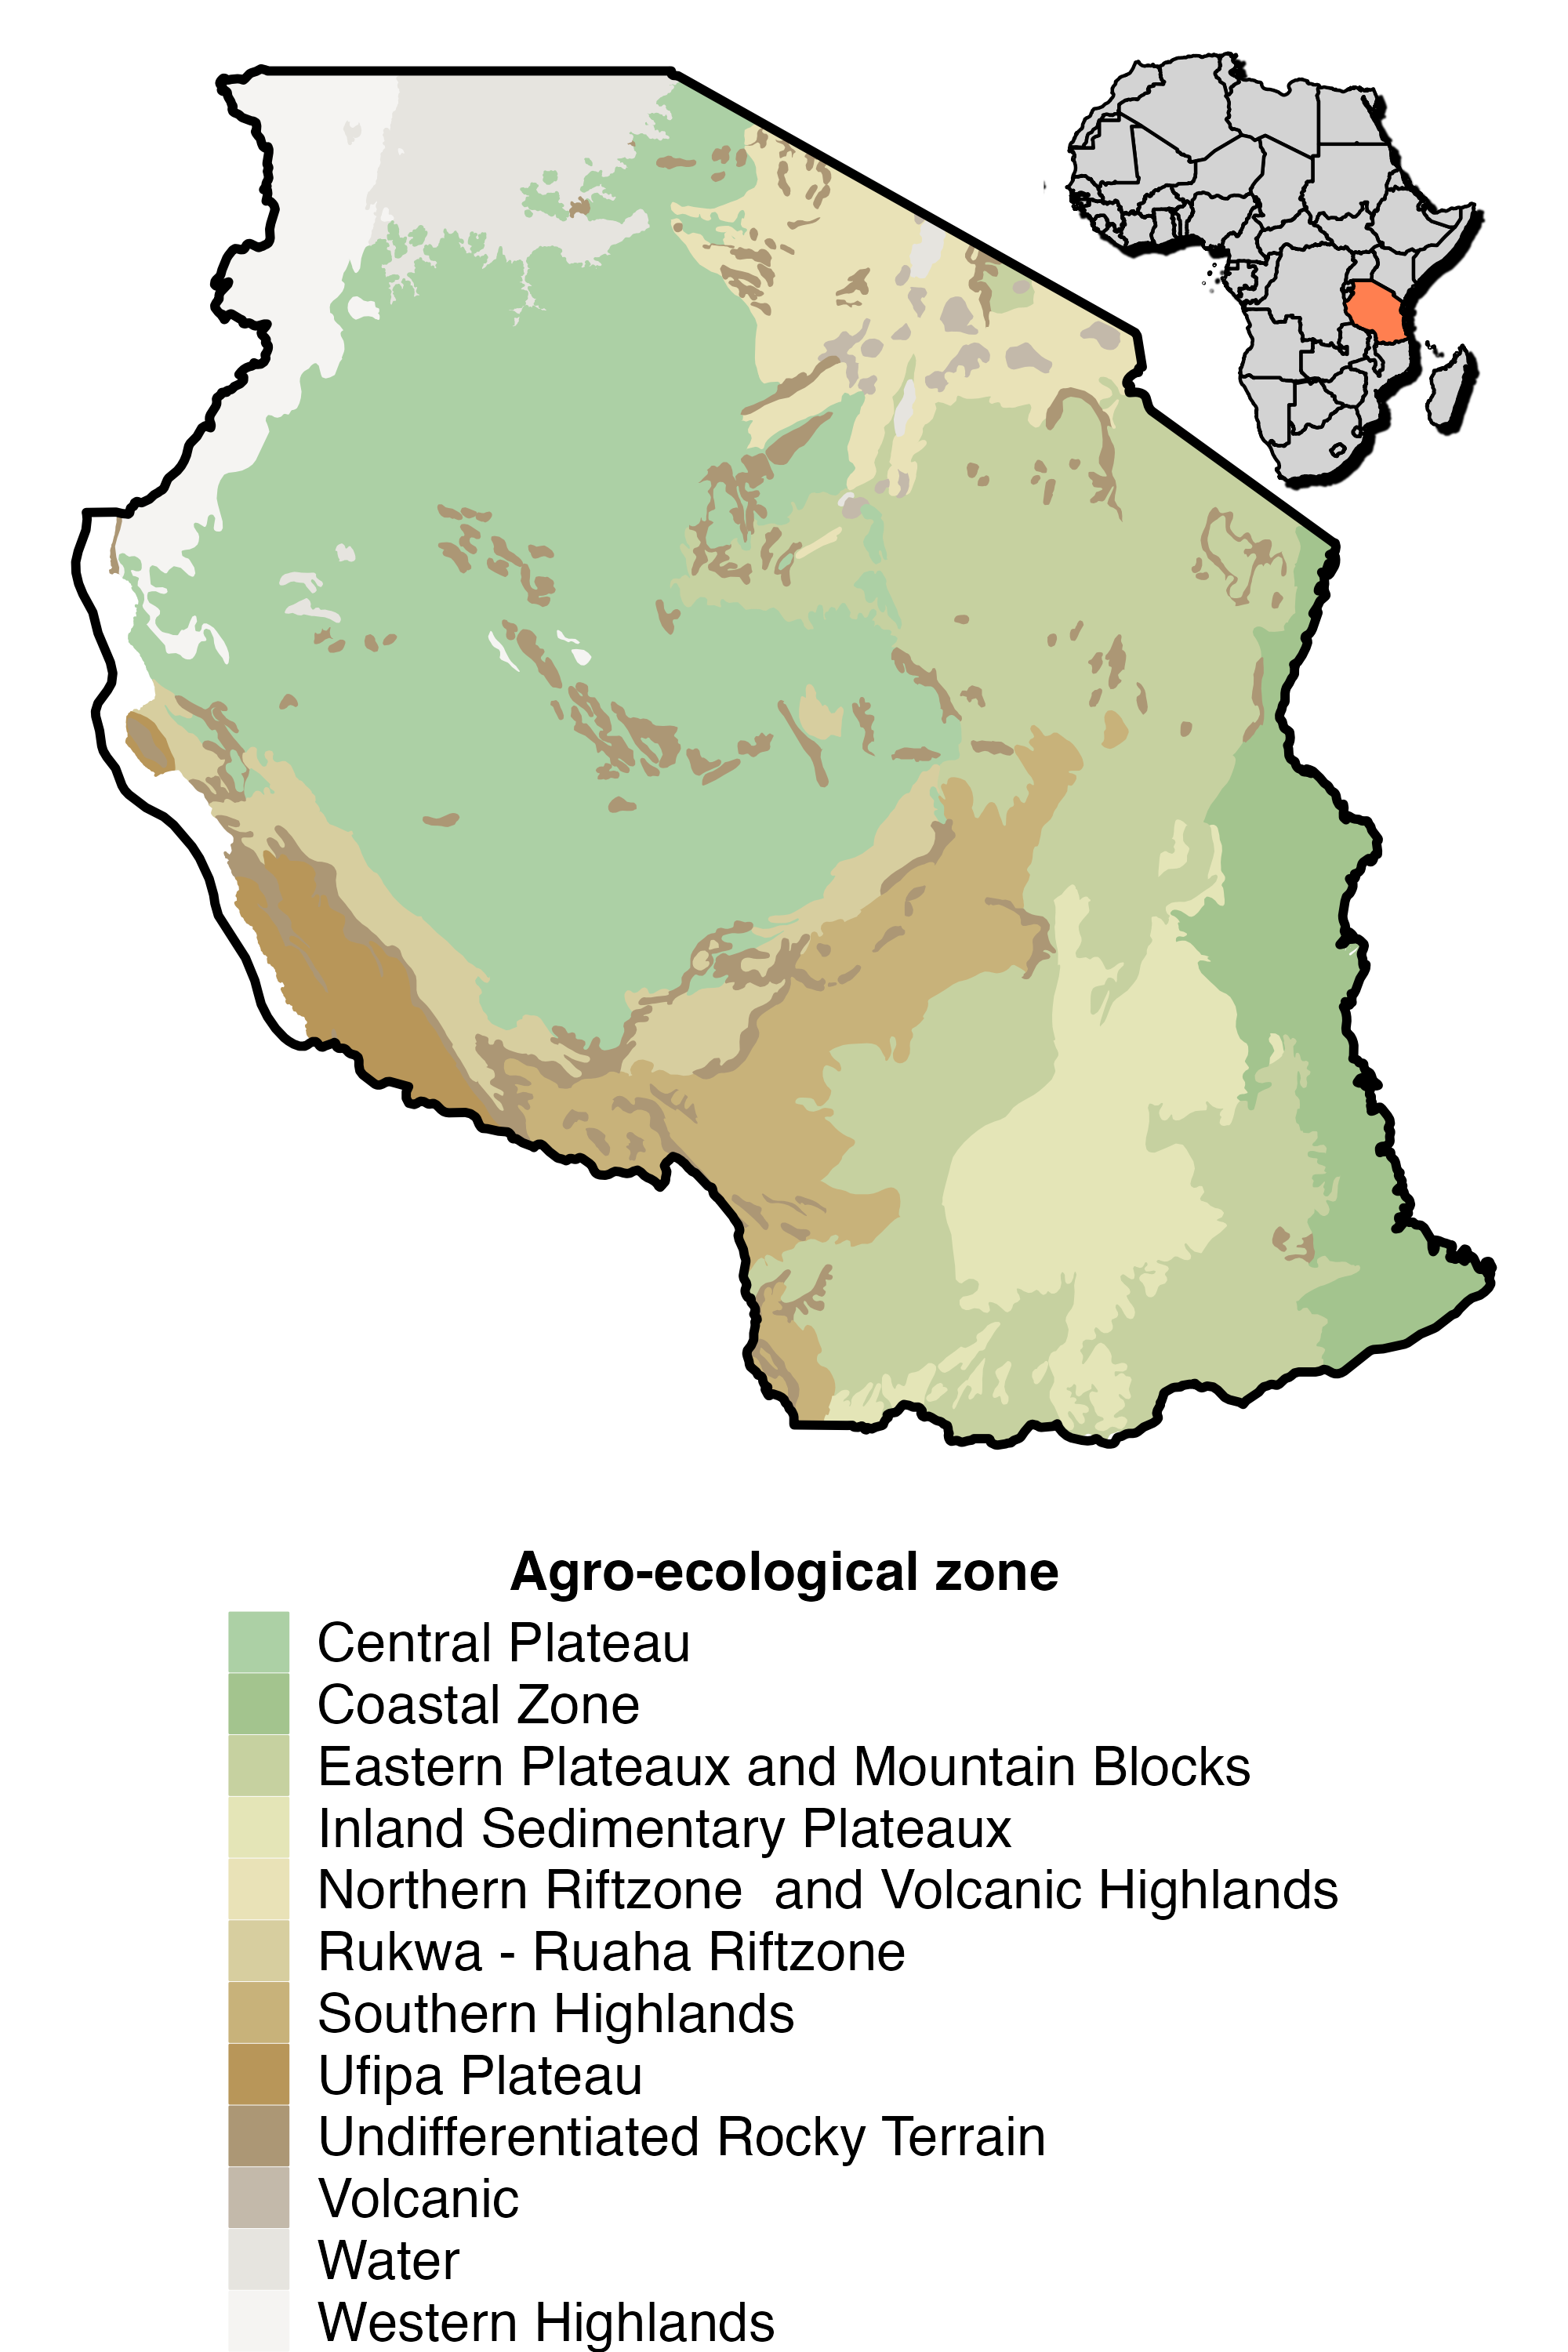 Agro-ecological zone
Central Plateau
Coastal Zone
Eastern Plateaux and Mountain Blocks
Inland Sedimentary Plateaux
Northern Riftzone  and Volcanic Highlands
Rukwa - Ruaha Riftzone
Southern Highlands
Ufipa Plateau
Undifferentiated Rocky Terrain
Volcanic
Water
Western Highlands